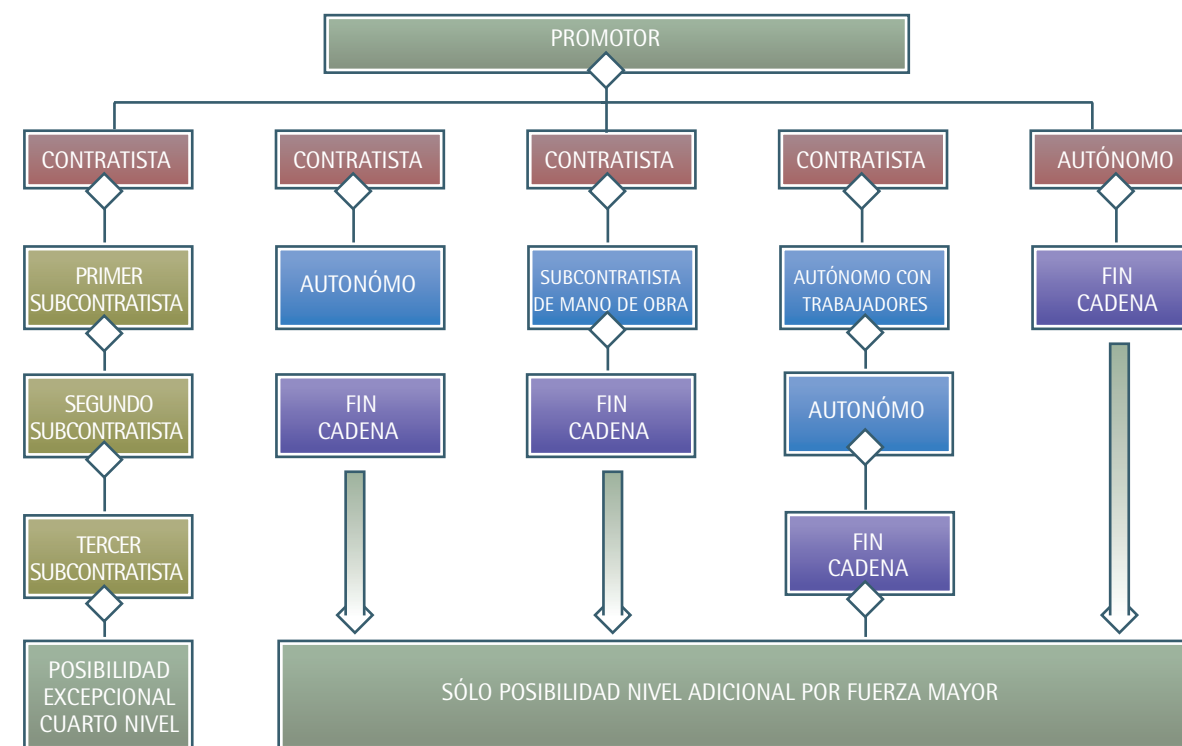 PROMOTOR
CONTRATISTA
CONTRATISTA
CONTRATISTA
CONTRATISTA
AUTÓNOMO
PRIMER
SUBCONTRATISTA
AUTONÓMO
SUBCONTRATISTA
DE MANO DE OBRA
AUTÓNOMO CON
TRABAJADORES
FIN
CADENA
SEGUNDO
SUBCONTRATISTA
FIN
CADENA
FIN
CADENA
AUTONÓMO
TERCER
SUBCONTRATISTA
FIN
CADENA
POSIBILIDAD
EXCEPCIONAL
CUARTO NIVEL
SÓLO POSIBILIDAD NIVEL ADICIONAL POR FUERZA MAYOR